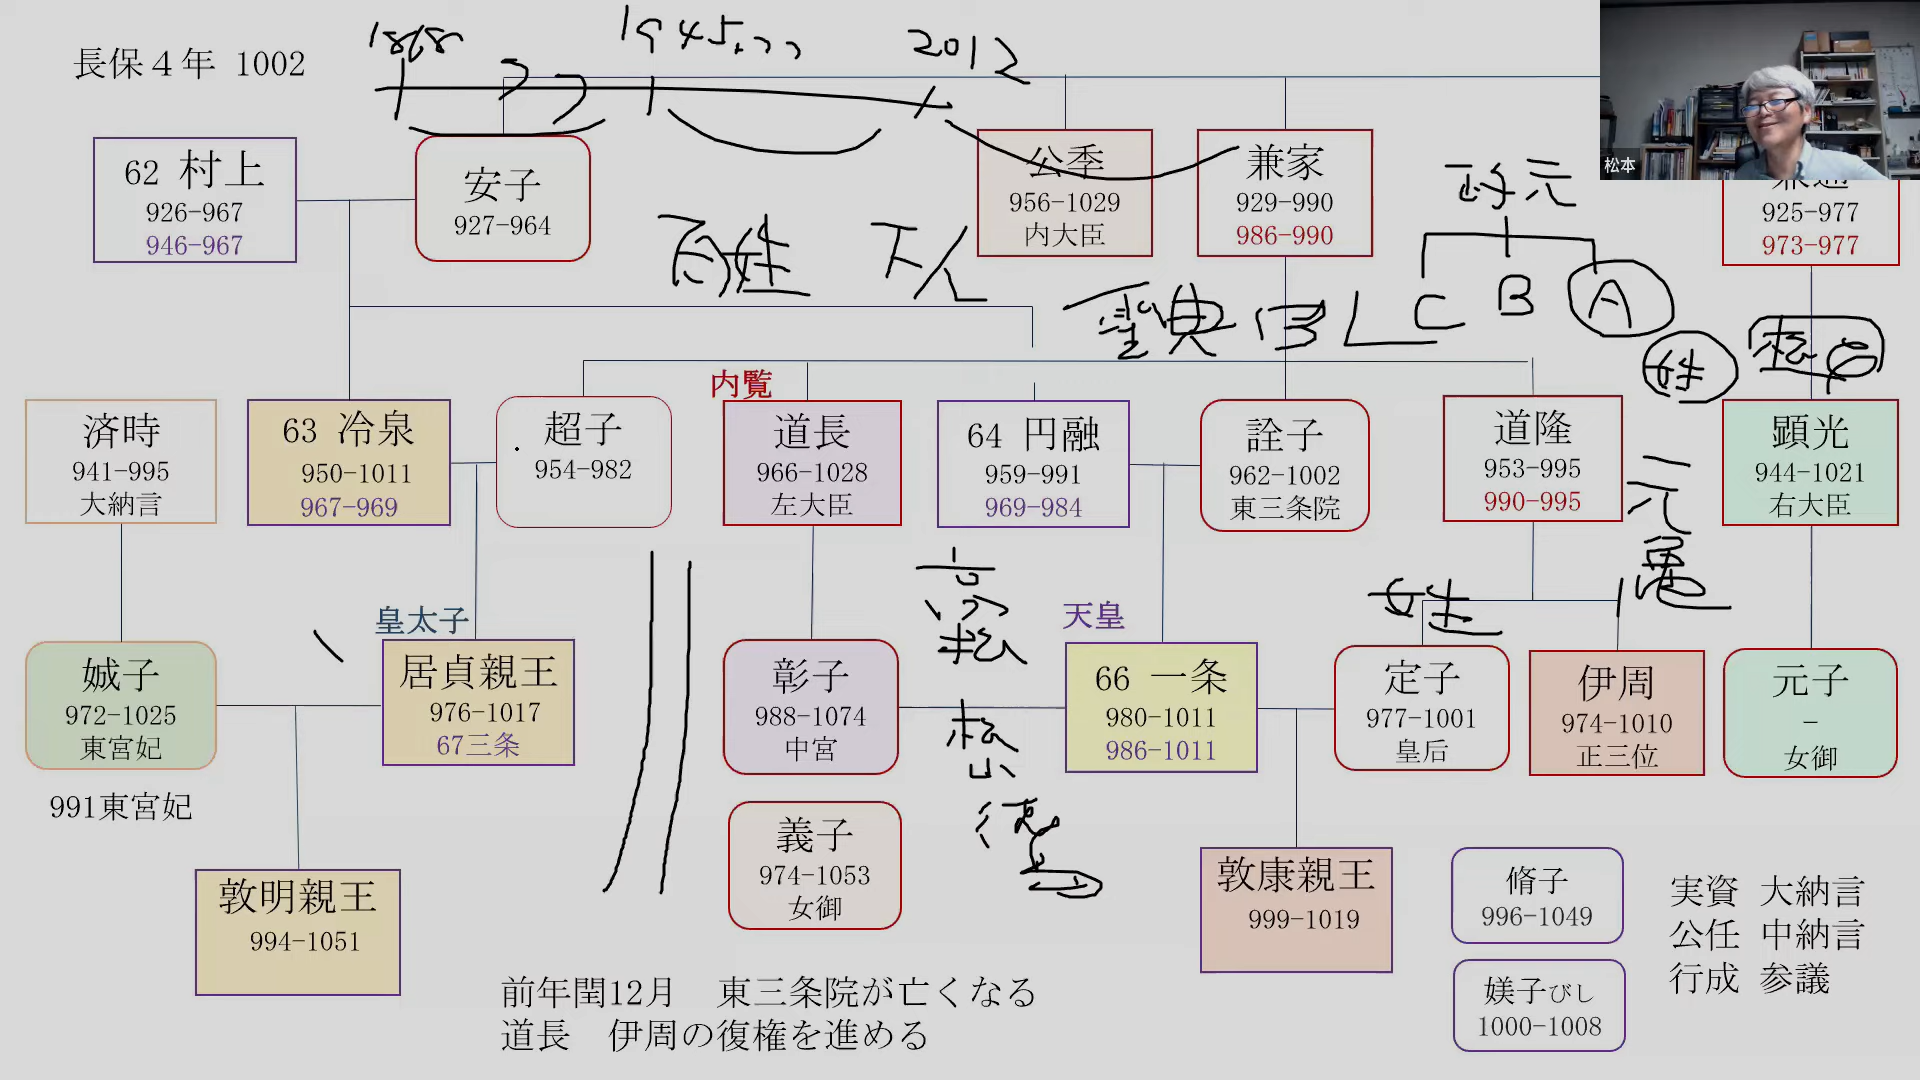 長保４年 1002
1868
1945
2012
松本
62 村上
926-967
946-967
安子
927-964
公季
956-1029
内大臣
兼家
929-990
986-990
925-977
973-977
百姓 下人
改元
C B A
姓
内覧
済時
941-995
大納言
63 冷泉
950-1011
967-969
超子
954-982
道長
966-1028
左大臣
64 円融
959-991
969-984
詮子
962-1002
東三条院
道隆
953-995
990-995
顕光
944-1021
右大臣
元亀
高松
松山
姓
皇太子
天皇
娍子
972-1025
東宮妃
居貞親王
976-1017
67三条
彰子
988-1074
中宮
66 一条
980-1011
986-1011
定子
977-1001
皇后
伊周
974-1010
正三位
元子
－
女御
991東宮妃
義子
974-1053
女御
敦明親王
994-1051
敦康親王
999-1019
脩子
996-1049
媄子びし
1000-1008
実資 大納言
公任 中納言
行成 参議
前年閏12月　東三条院が亡くなる
道長　伊周の復権を進める